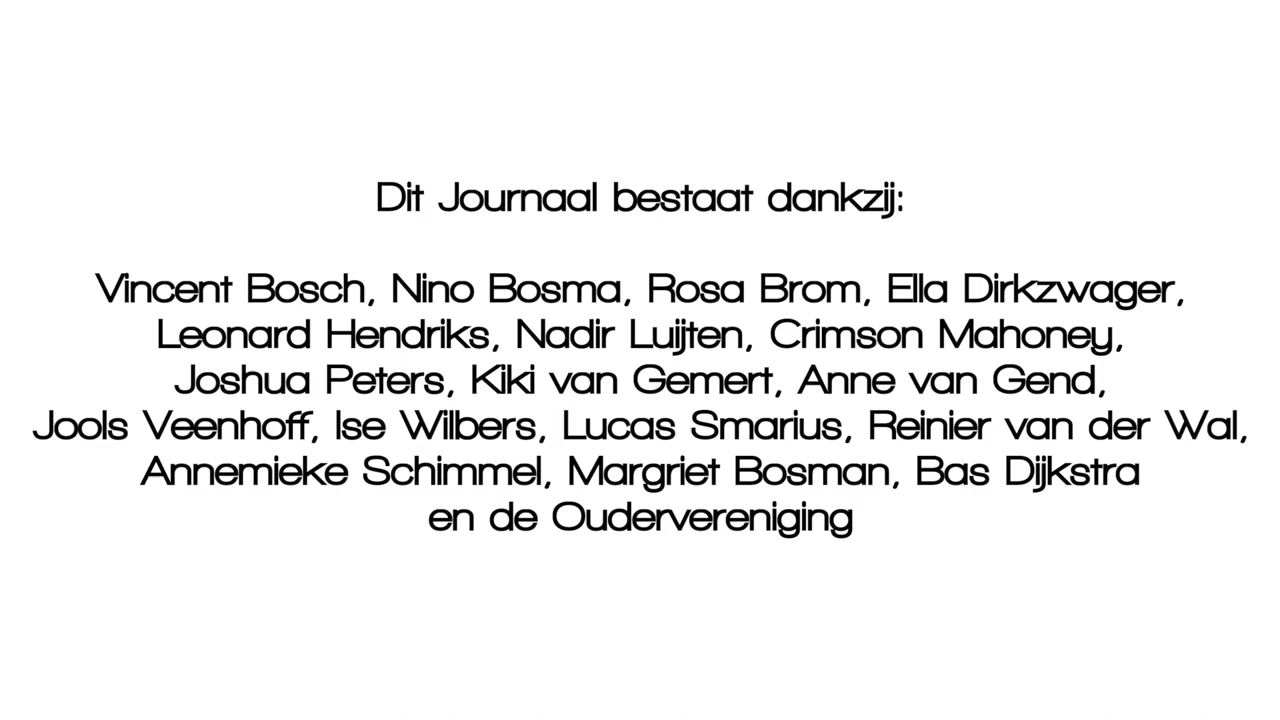 Dit Journaal bestaat dankzij:
Vincent Bosch, Nino Bosma, Rosa Brom, Ella Dirkzwager,
Leonard Hendriks, Nadir Luijten, Crimson Mahoney,
Joshua Peters, Kiki van Gemert, Anne van Gend,
Jools Veenhoff, Ise Wilbers, Lucas Smarius, Reinier van der Wal,
Annemieke Schimmel, Margriet Bosman, Bas Dijkstra
en de Oudervereniging